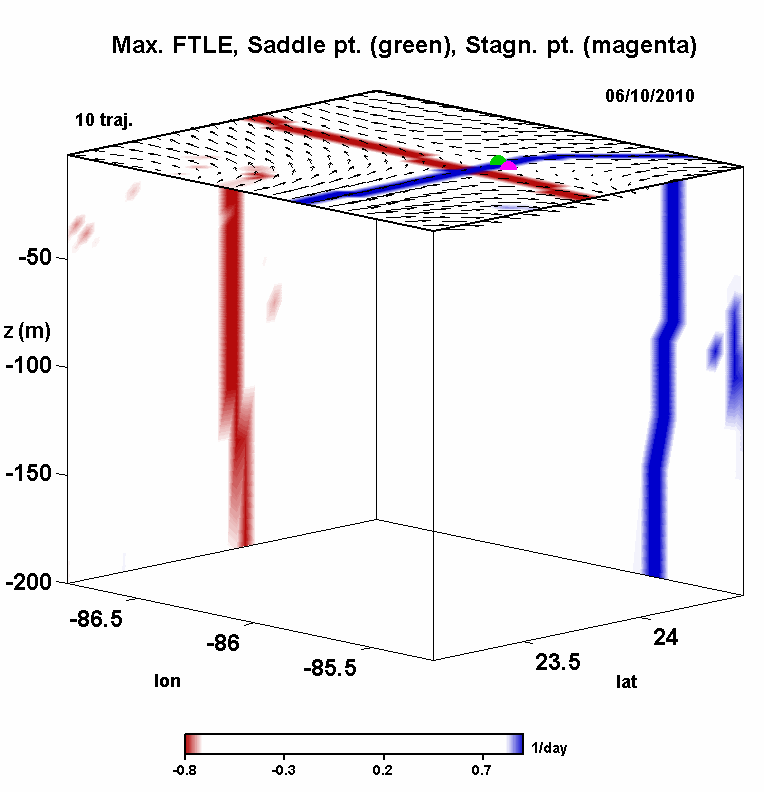 Max. FTLE, Saddle pt. (green), Stagn. pt. (magenta)
06/10/2010
10 traj.
-50
z (m)
-100
-150
-200
-86.5
-86
-85.5
lon
23.5
24
lat
-0.8
-0.3
0.2
0.7
1/day